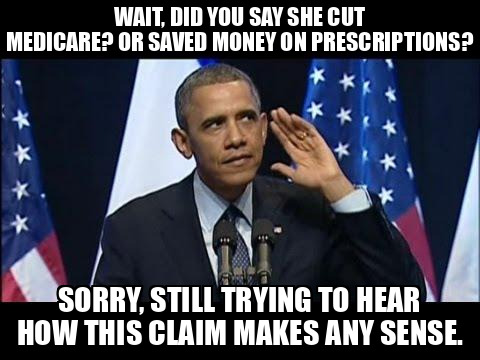 WAIT, DID YOU SAY SHE CUT
MEDICARE? OR SAVED MONEY ON PRESCRIPTIONS?
SORRY, STILL TRYING TO HEAR
HOW THIS CLAIM MAKES ANY SENSE.